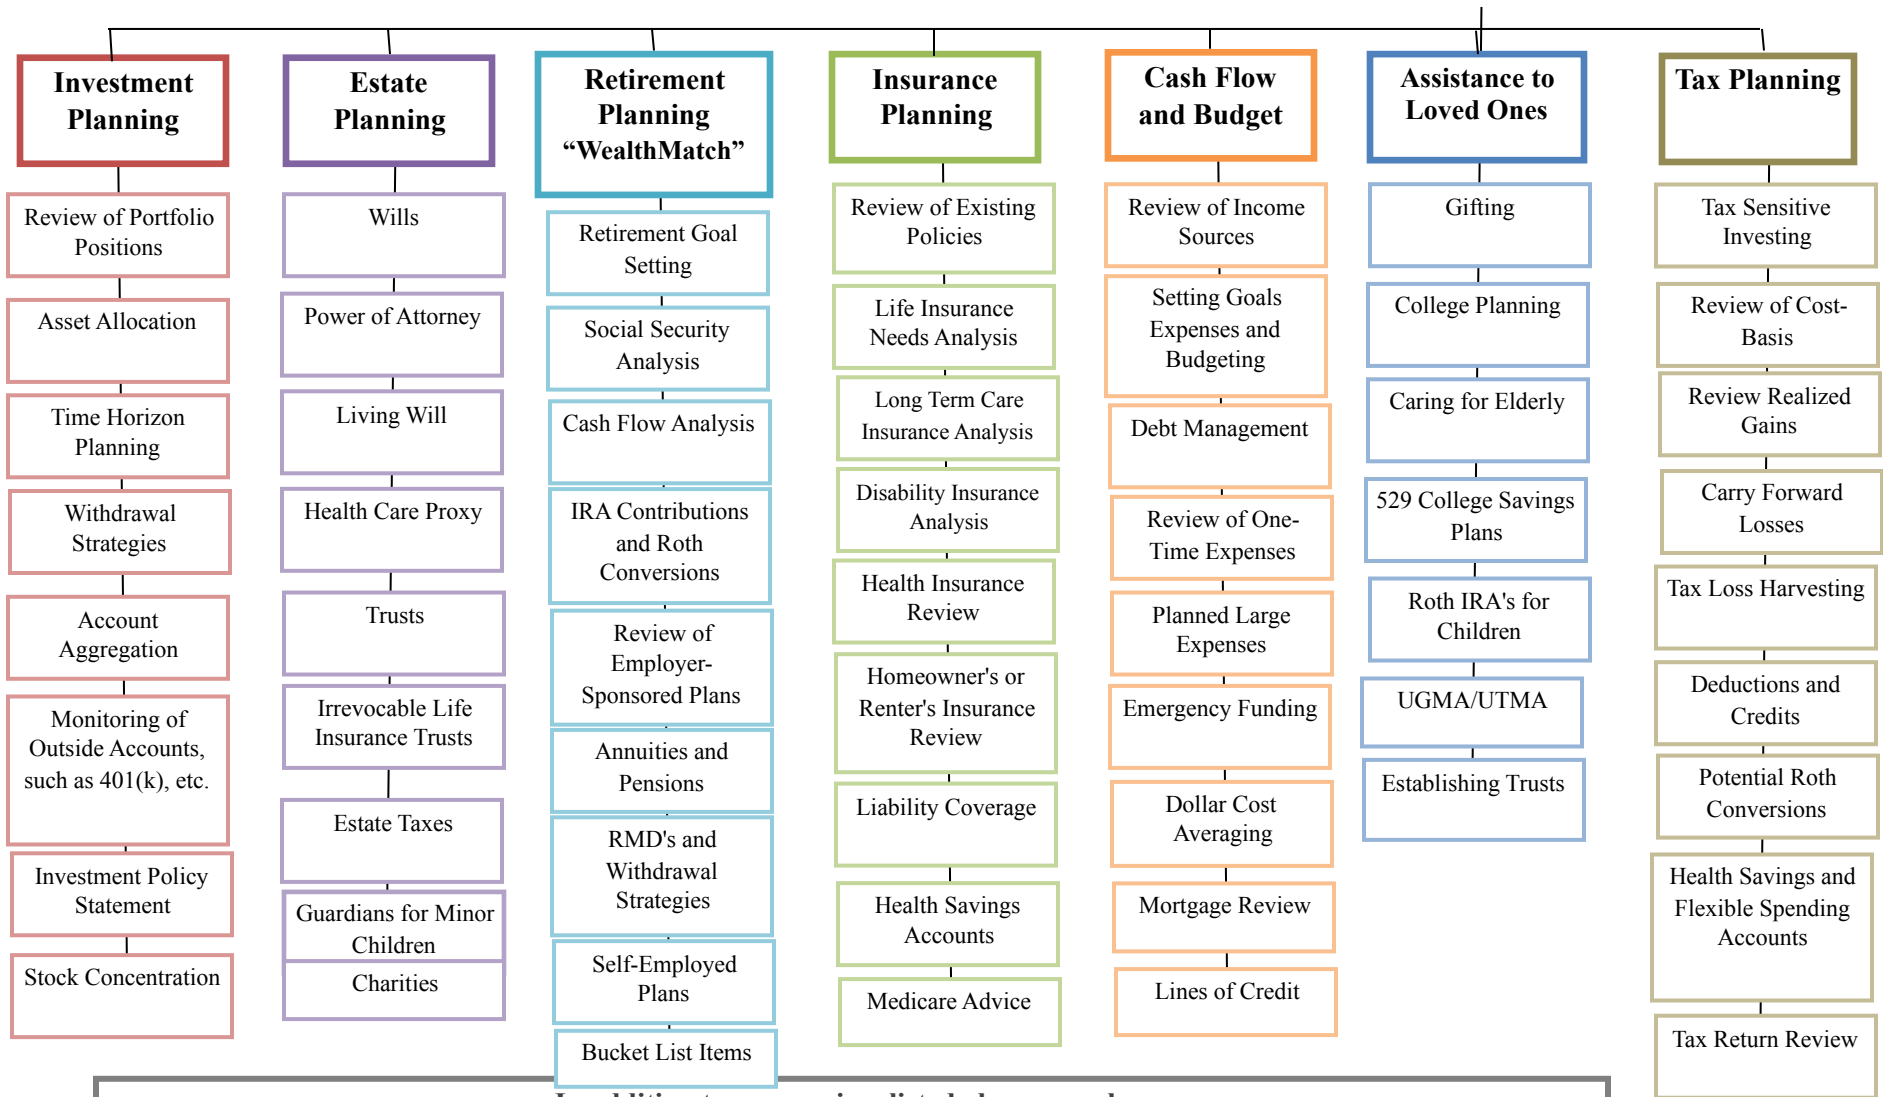 Investment
Planning
Review of Portfolio
Positions
Asset Allocation
Time Horizon
Planning
Withdrawal
Strategies
Account
Aggregation
Monitoring of
Outside Accounts,
such as 401(k), etc.
Investment Policy
Statement
Stock Concentration
Estate
Planning
Wills
Power of Attorney
Living Will
Health Care Proxy
Trusts
Irrevocable Life
Insurance Trusts
Estate Taxes
Guardians for Minor
Children
Charities
Retirement
Planning
“WealthMatch”
Retirement Goal
Setting
Social Security
Analysis
Cash Flow Analysis
IRA Contributions
and Roth
Conversions
Review of
Employer-
Sponsored Plans
Annuities and
Pensions
RMD's and
Withdrawal
Strategies
Self-Employed
Plans
Bucket List Items
Insurance
Planning
Review of Existing
Policies
Life Insurance
Needs Analysis
Long Term Care
Insurance Analysis
Disability Insurance
Analysis
Health Insurance
Review
Homeowner's or
Renter's Insurance
Review
Liability Coverage
Health Savings
Accounts
Medicare Advice
Cash Flow
and Budget
Review of Income
Sources
Setting Goals
Expenses and
Budgeting
Debt Management
Review of One-
Time Expenses
Planned Large
Expenses
Emergency Funding
Dollar Cost
Averaging
Mortgage Review
Lines of Credit
Assistance to
Loved Ones
Gifting
College Planning
Caring for Elderly
529 College Savings
Plans
Roth IRA's for
Children
UGMA/UTMA
Establishing Trusts
Tax Planning
Tax Sensitive
Investing
Review of Cost-
Basis
Review Realized
Gains
Carry Forward
Losses
Tax Loss Harvesting
Deductions and
Credits
Potential Roth
Conversions
Health Savings and
Flexible Spending
Accounts
Tax Return Review